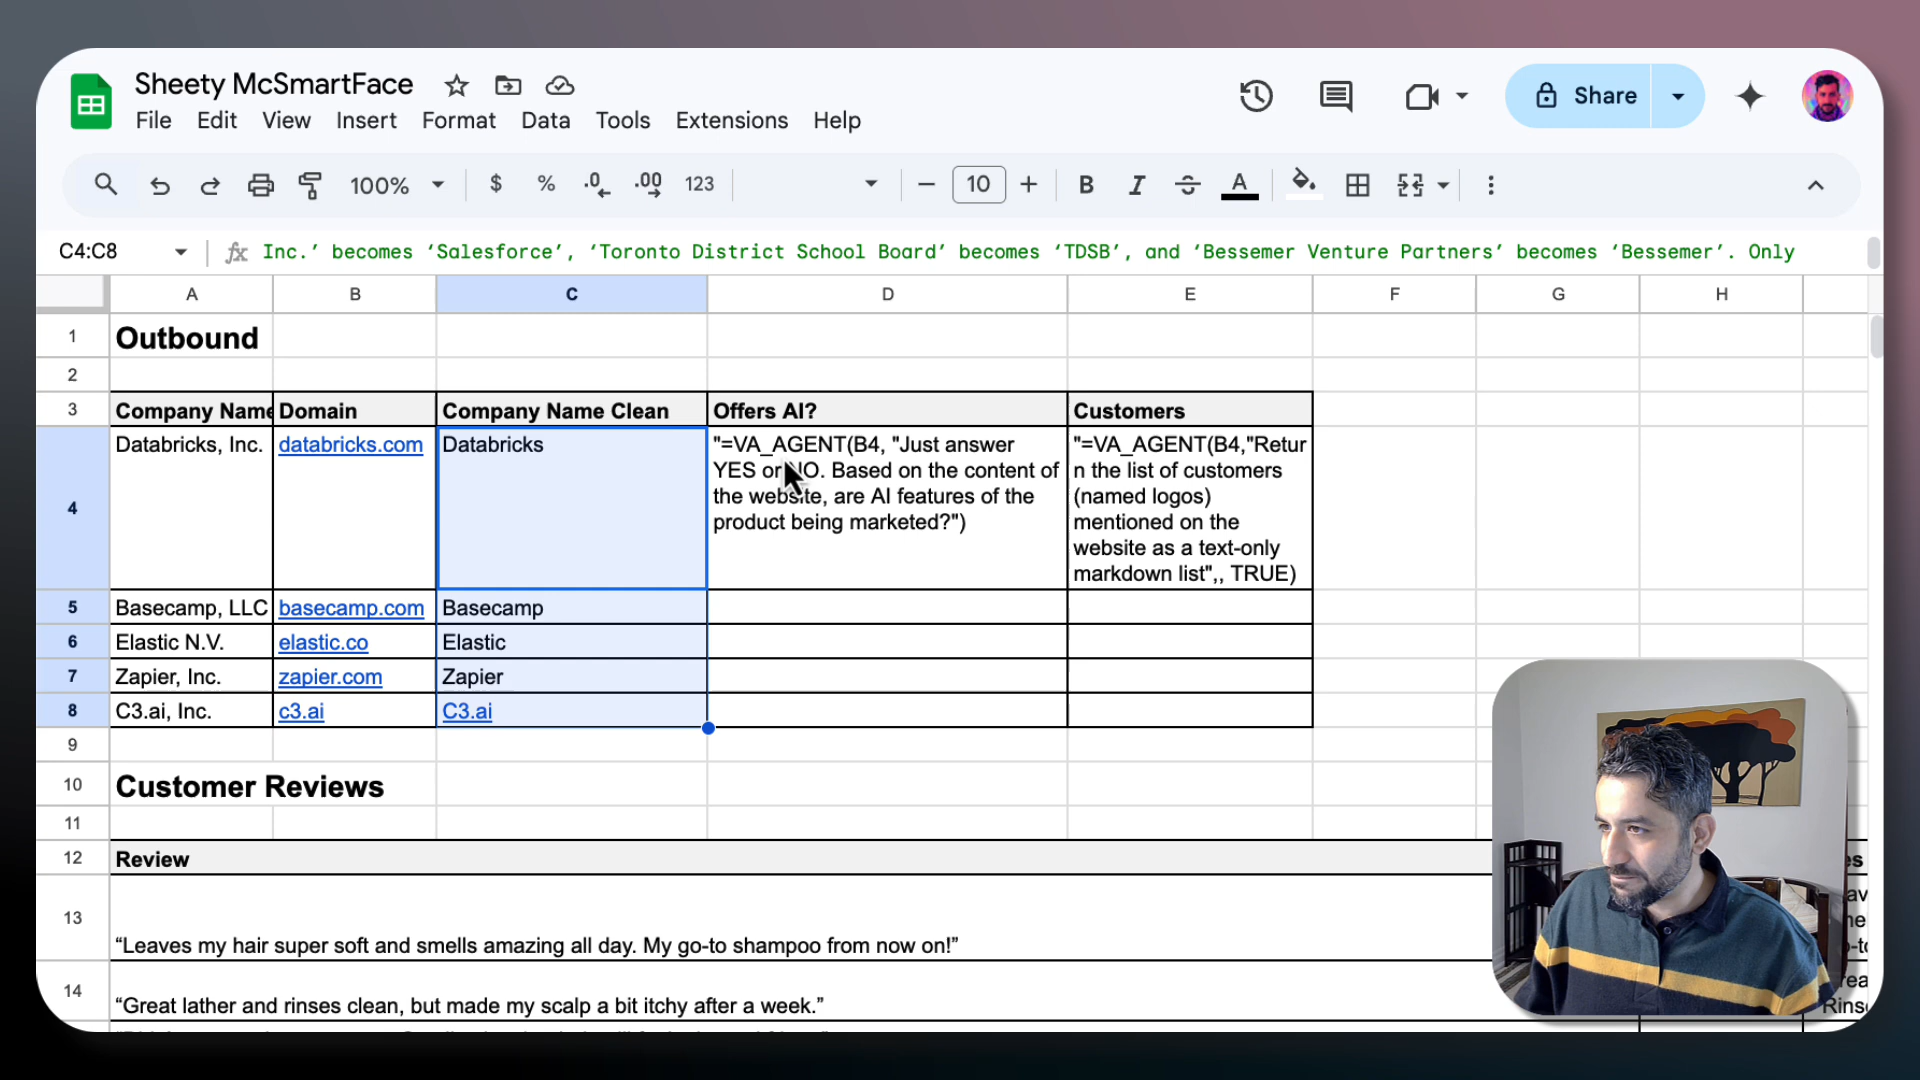 Sheety McSmartFace
File Edit View Insert Format Data Tools Extensions Help
Share
100% $ % .0 .00 123 10 B I A
C4:C8 fx Inc.’ becomes ‘Salesforce’, ‘Toronto District School Board’ becomes ‘TDSB’, and ‘Bessemer Venture Partners’ becomes ‘Bessemer’. Only
A B C D E F G H
1 Outbound
2
3 Company Name Domain Company Name Clean Offers AI? Customers
4 Databricks, Inc. databricks.com Databricks
"=VA_AGENT(B4, "Just answer
YES or NO. Based on the content of
the website, are AI features of the
product being marketed?")
"=VA_AGENT(B4,"Retur
n the list of customers
(named logos)
mentioned on the
website as a text-only
markdown list",, TRUE)
5 Basecamp, LLC basecamp.com Basecamp
6 Elastic N.V. elastic.co Elastic
7 Zapier, Inc. zapier.com Zapier
8 C3.ai, Inc. c3.ai C3.ai
9
10 Customer Reviews
11
12 Review
13 “Leaves my hair super soft and smells amazing all day. My go-to shampoo from now on!”
14 “Great lather and rinses clean, but made my scalp a bit itchy after a week.”